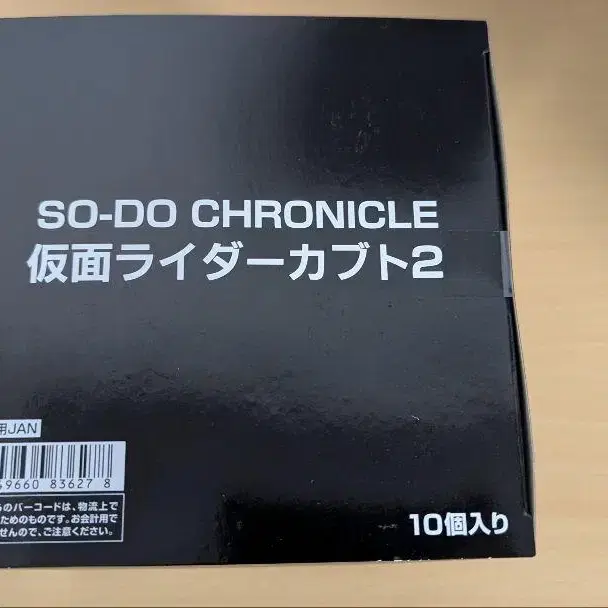 SO-DO CHRONICLE
仮面ライダーカブト2
用JAN
49660 83627 8
のバーコードは、物流上で
ためのものです。お会計用で
せんので、ご注意ください。
10個入り